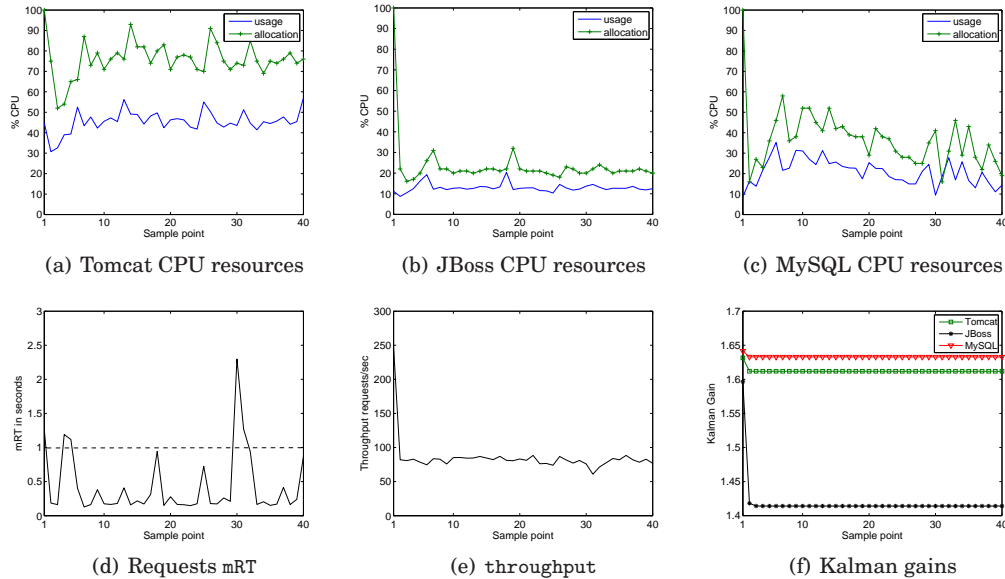 100
90
80
70
60
50
40
30
20
10
0
% CPU
usage
allocation
1 10 20 30 40
Sample point
(a) Tomcat CPU resources
100
90
80
70
60
50
40
30
20
10
0
% CPU
usage
allocation
1 10 20 30 40
Sample point
(b) JBoss CPU resources
100
90
80
70
60
50
40
30
20
10
0
% CPU
usage
allocation
1 10 20 30 40
Sample point
(c) MySQL CPU resources
3
2.5
2
1.5
1
0.5
0
mRT in seconds
1 10 20 30 40
Sample point
(d) Requests mRT
300
250
200
150
100
50
0
Throughput requests/sec
1 10 20 30 40
Sample point
(e) throughput
1.7
1.65
1.6
1.55
1.5
1.45
1.4
Kalman Gain
Tomcat
JBoss
MySQL
1 10 20 30 40
Sample point
(f) Kalman gains